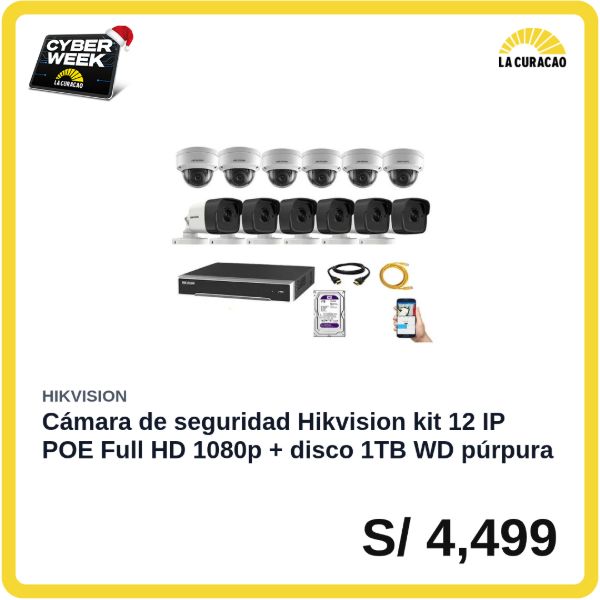 CYBER
WEEK
LA CURACAO
LA CURACAO
HIKVISION
Cámara de seguridad Hikvision kit 12 IP
POE Full HD 1080p + disco 1TB WD púrpura
S/ 4,499